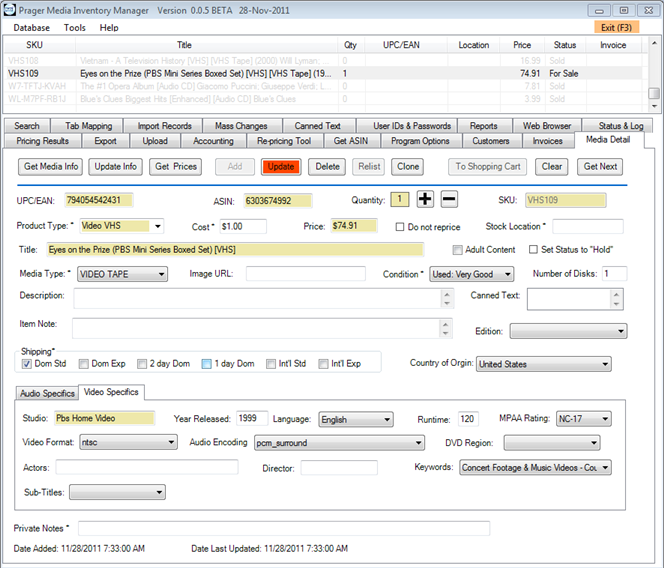 Prager Media Inventory Manager Version 0.0.5 BETA 28-Nov-2011
Database Tools Help Exit (F3)
SKU Title Qty UPC/EAN Location Price Status Invoice
VHS108 Vietnam - A Television History [VHS] [VHS Tape] (2000) Will Lyman; ... 0 16.99 Sold
VHS109 Eyes on the Prize (PBS Mini Series Boxed Set) [VHS] [VHS Tape] (19... 1 74.91 For Sale
W7-TFTJ-KVAH The #1 Opera Album [Audio CD] Giacomo Puccini; Giuseppe Verdi; L... 0 7.81 Sold
WL-M7PF-RB1J Blue's Clues Biggest Hits [Enhanced] [Audio CD] Blue's Clues 0 3.99 Sold
Search Tab Mapping Import Records Mass Changes Canned Text User IDs & Passwords Reports Web Browser Status & Log
Pricing Results Export Upload Accounting Re-pricing Tool Get ASIN Program Options Customers Invoices Media Detail
Get Media Info Update Info Get Prices Add Update Delete Relist Clone To Shopping Cart Clear Get Next
UPC/EAN: 794054542431 ASIN: 6303674992 Quantity: 1 + − SKU: VHS109
Product Type: * Video VHS Cost * $1.00 Price: $74.91 Do not reprice Stock Location *
Title: Eyes on the Prize (PBS Mini Series Boxed Set) [VHS] Adult Content Set Status to "Hold"
Media Type: * VIDEO TAPE Image URL: Condition * Used: Very Good Number of Disks: 1
Description: Canned Text:
Item Note: Edition:
Shipping*
Dom Std Dom Exp 2 day Dom 1 day Dom Int'l Std Int'l Exp Country of Orgin: United States
Audio Specifics Video Specifics
Studio: Pbs Home Video Year Released: 1999 Language: English Runtime: 120 MPAA Rating: NC-17
Video Format: ntsc Audio Encoding pcm_surround DVD Region:
Actors: Director: Keywords: Concert Footage & Music Videos - Cou
Sub-Titles:
Private Notes *
Date Added: 11/28/2011 7:33:00 AM Date Last Updated: 11/28/2011 7:33:00 AM